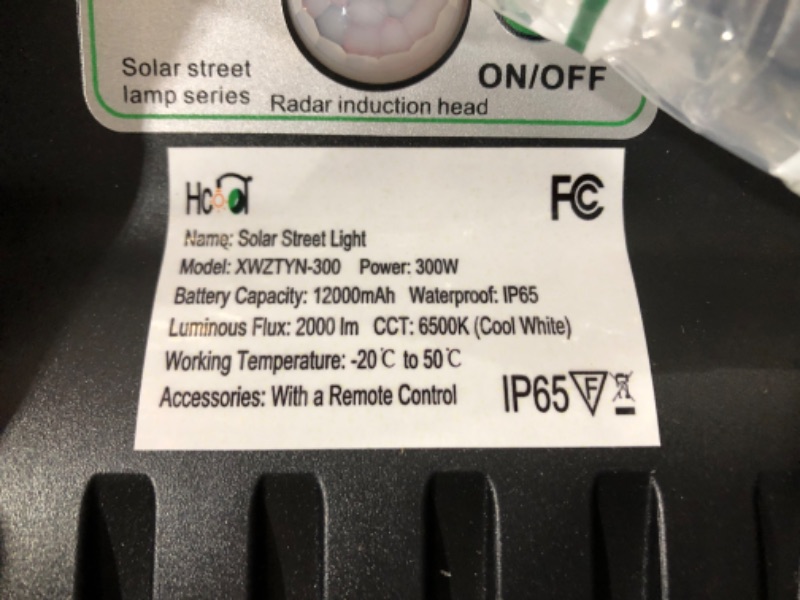 Solar street
lamp series
Radar induction head
ON/OFF
FC
Name: Solar Street Light
Model: XWZTYN-300 Power: 300W
Battery Capacity: 12000mAh Waterproof: IP65
Luminous Flux: 2000 lm CCT: 6500K (Cool White)
Working Temperature: -20℃ to 50℃
Accessories: With a Remote Control
IP65 F